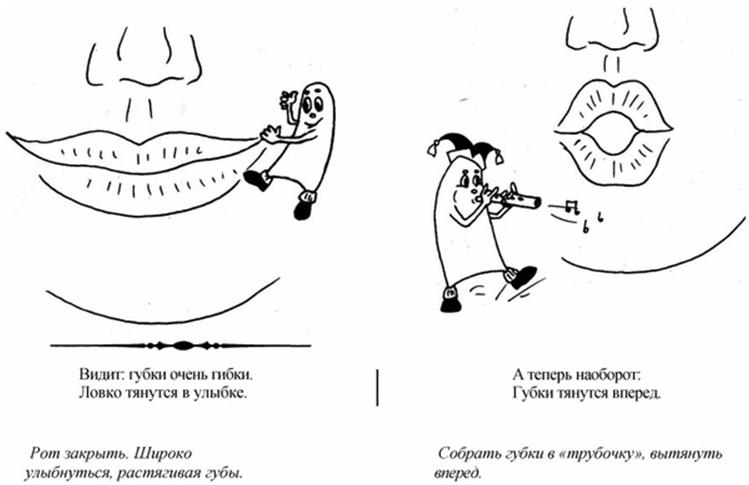 Видит: губки очень гибки.
Ловко тянутся в улыбке.
Рот закрыть. Широко
улыбнуться, растягивая губы.
А теперь наоборот:
Губки тянутся вперед.
Собрать губки в «трубочку», вытянуть
вперед.